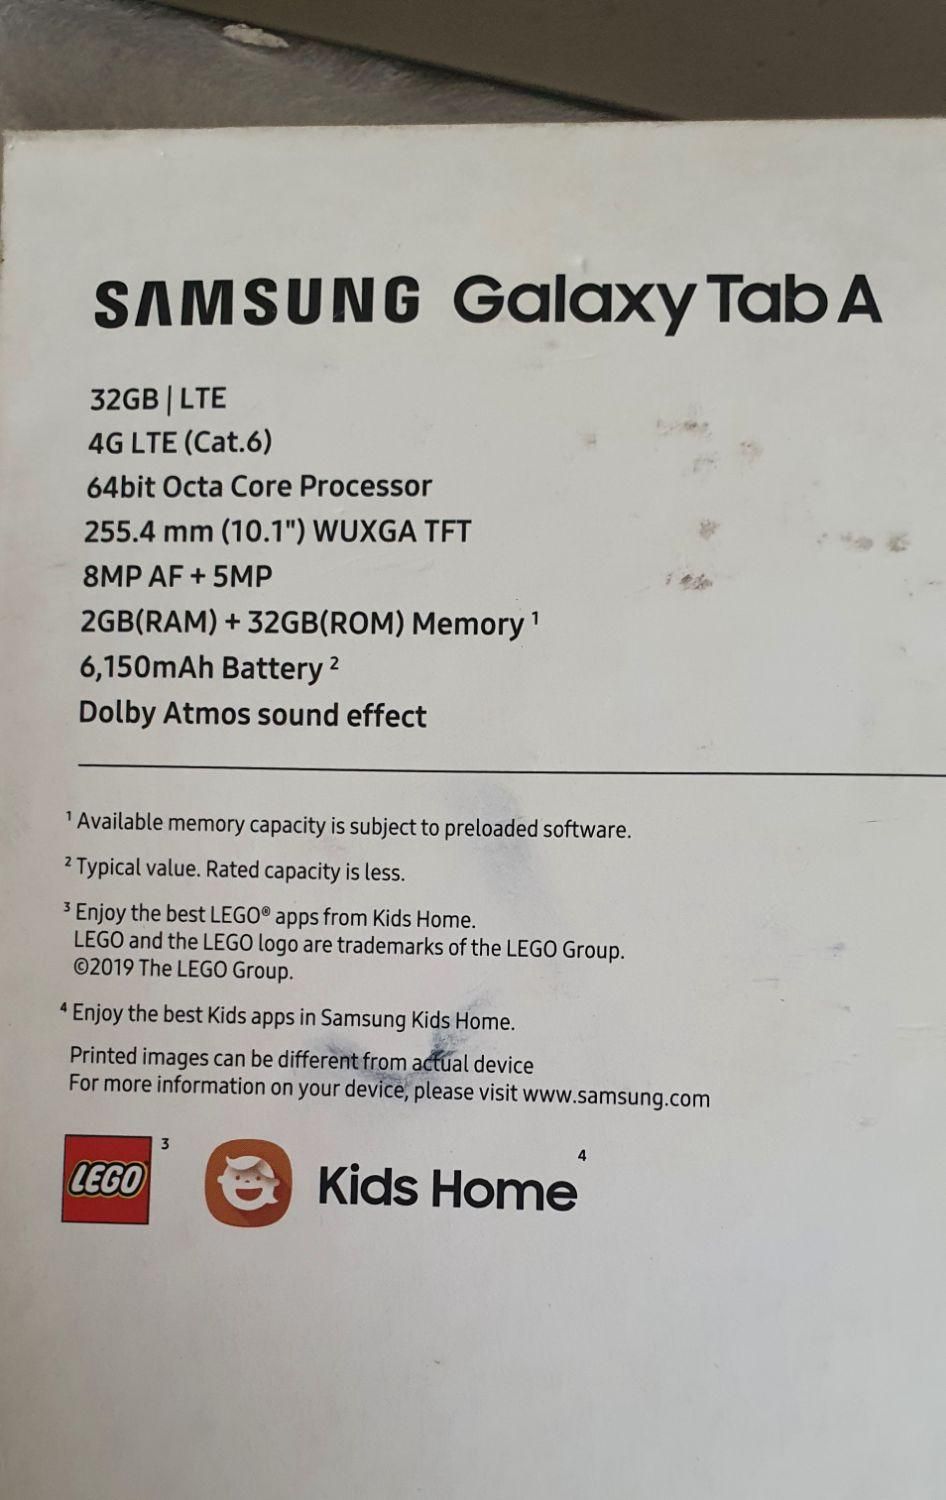 SAMSUNG Galaxy Tab A
32GB | LTE
4G LTE (Cat.6)
64bit Octa Core Processor
255.4 mm (10.1") WUXGA TFT
8MP AF + 5MP
2GB(RAM) + 32GB(ROM) Memory ¹
6,150mAh Battery ²
Dolby Atmos sound effect
¹ Available memory capacity is subject to preloaded software.
² Typical value. Rated capacity is less.
³ Enjoy the best LEGO® apps from Kids Home.
LEGO and the LEGO logo are trademarks of the LEGO Group.
©2019 The LEGO Group.
⁴ Enjoy the best Kids apps in Samsung Kids Home.
Printed images can be different from actual device
For more information on your device, please visit www.samsung.com
LEGO ³ Kids Home ⁴